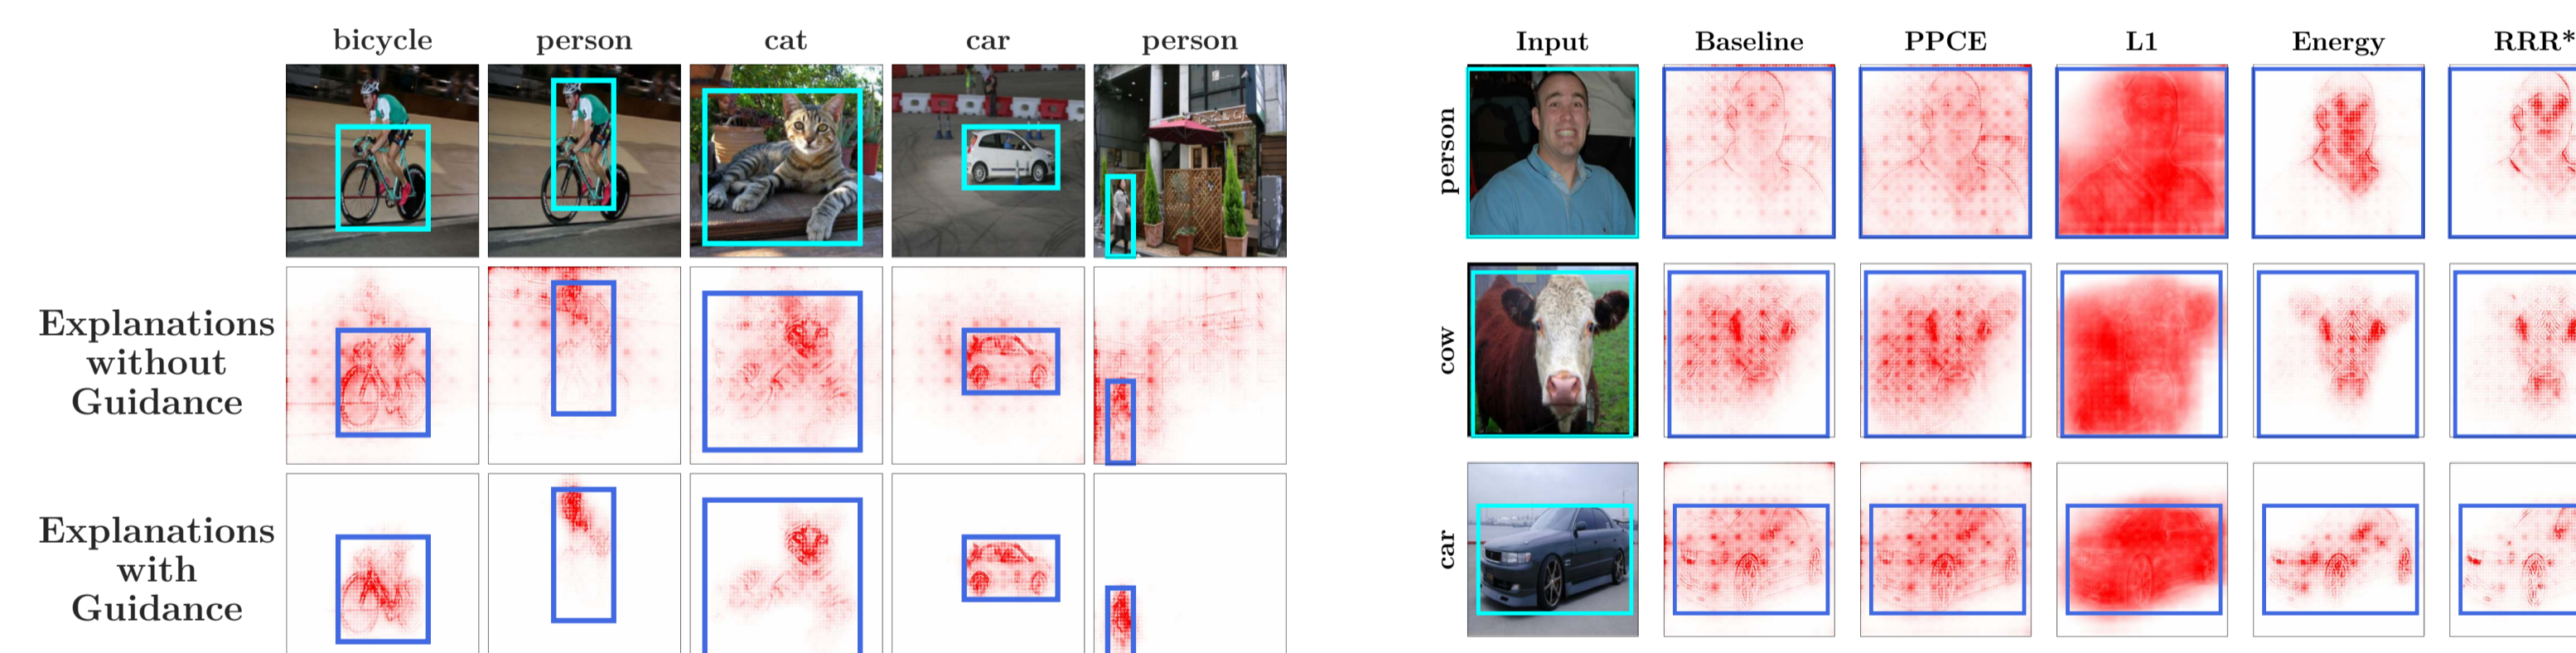 bicycle person cat car person
Explanations
without
Guidance
Explanations
with
Guidance
Input Baseline PPCE L1 Energy RRR*
person
cow
car